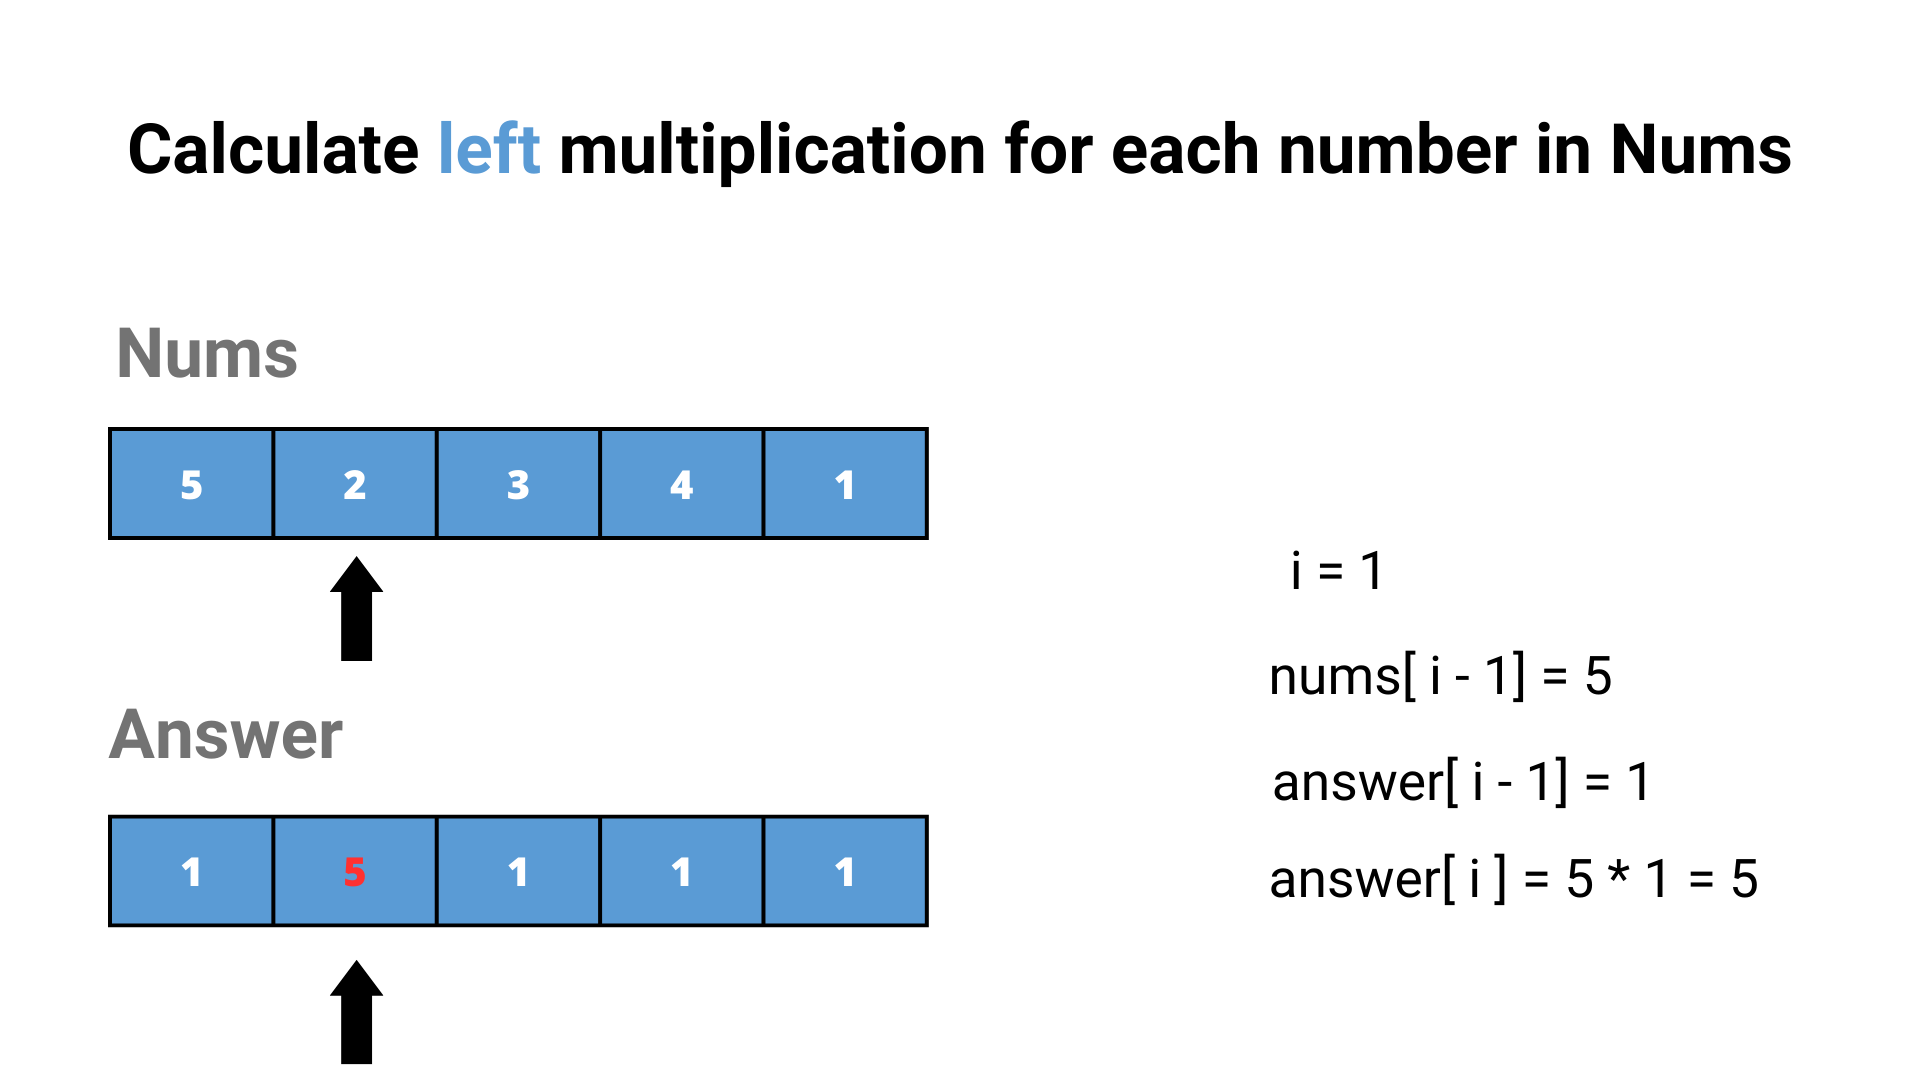 Calculate left multiplication for each number in Nums
Nums
5 2 3 4 1
i = 1
nums[ i - 1] = 5
Answer
answer[ i - 1] = 1
1 5 1 1 1
answer[ i ] = 5 * 1 = 5